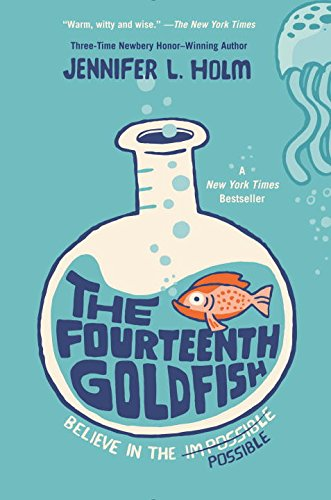 “Warm, witty and wise.” —The New York Times
Three-Time Newbery Honor–Winning Author
JENNIFER L. HOLM
A
New York Times
Bestseller
THE
FOURTEENTH
GOLDFISH
BELIEVE IN THE IMPOSSIBLE
POSSIBLE